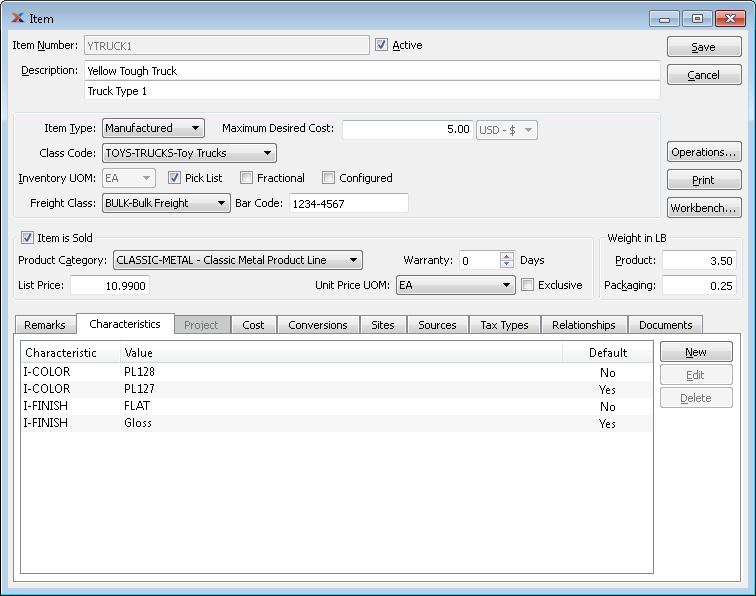 Item
Item Number: YTRUCK1 Active Save
Description: Yellow Tough Truck Cancel
Truck Type 1
Item Type: Manufactured Maximum Desired Cost: 5.00 USD - $
Class Code: TOYS-TRUCKS-Toy Trucks Operations...
Inventory UOM: EA Pick List Fractional Configured Print
Freight Class: BULK-Bulk Freight Bar Code: 1234-4567 Workbench...
Item is Sold Weight in LB
Product Category: CLASSIC-METAL - Classic Metal Product Line Warranty: 0 Days Product: 3.50
List Price: 10.9900 Unit Price UOM: EA Exclusive Packaging: 0.25
Remarks Characteristics Project Cost Conversions Sites Sources Tax Types Relationships Documents
Characteristic Value Default New
I-COLOR PL128 No Edit
I-COLOR PL127 Yes Delete
I-FINISH FLAT No
I-FINISH Gloss Yes